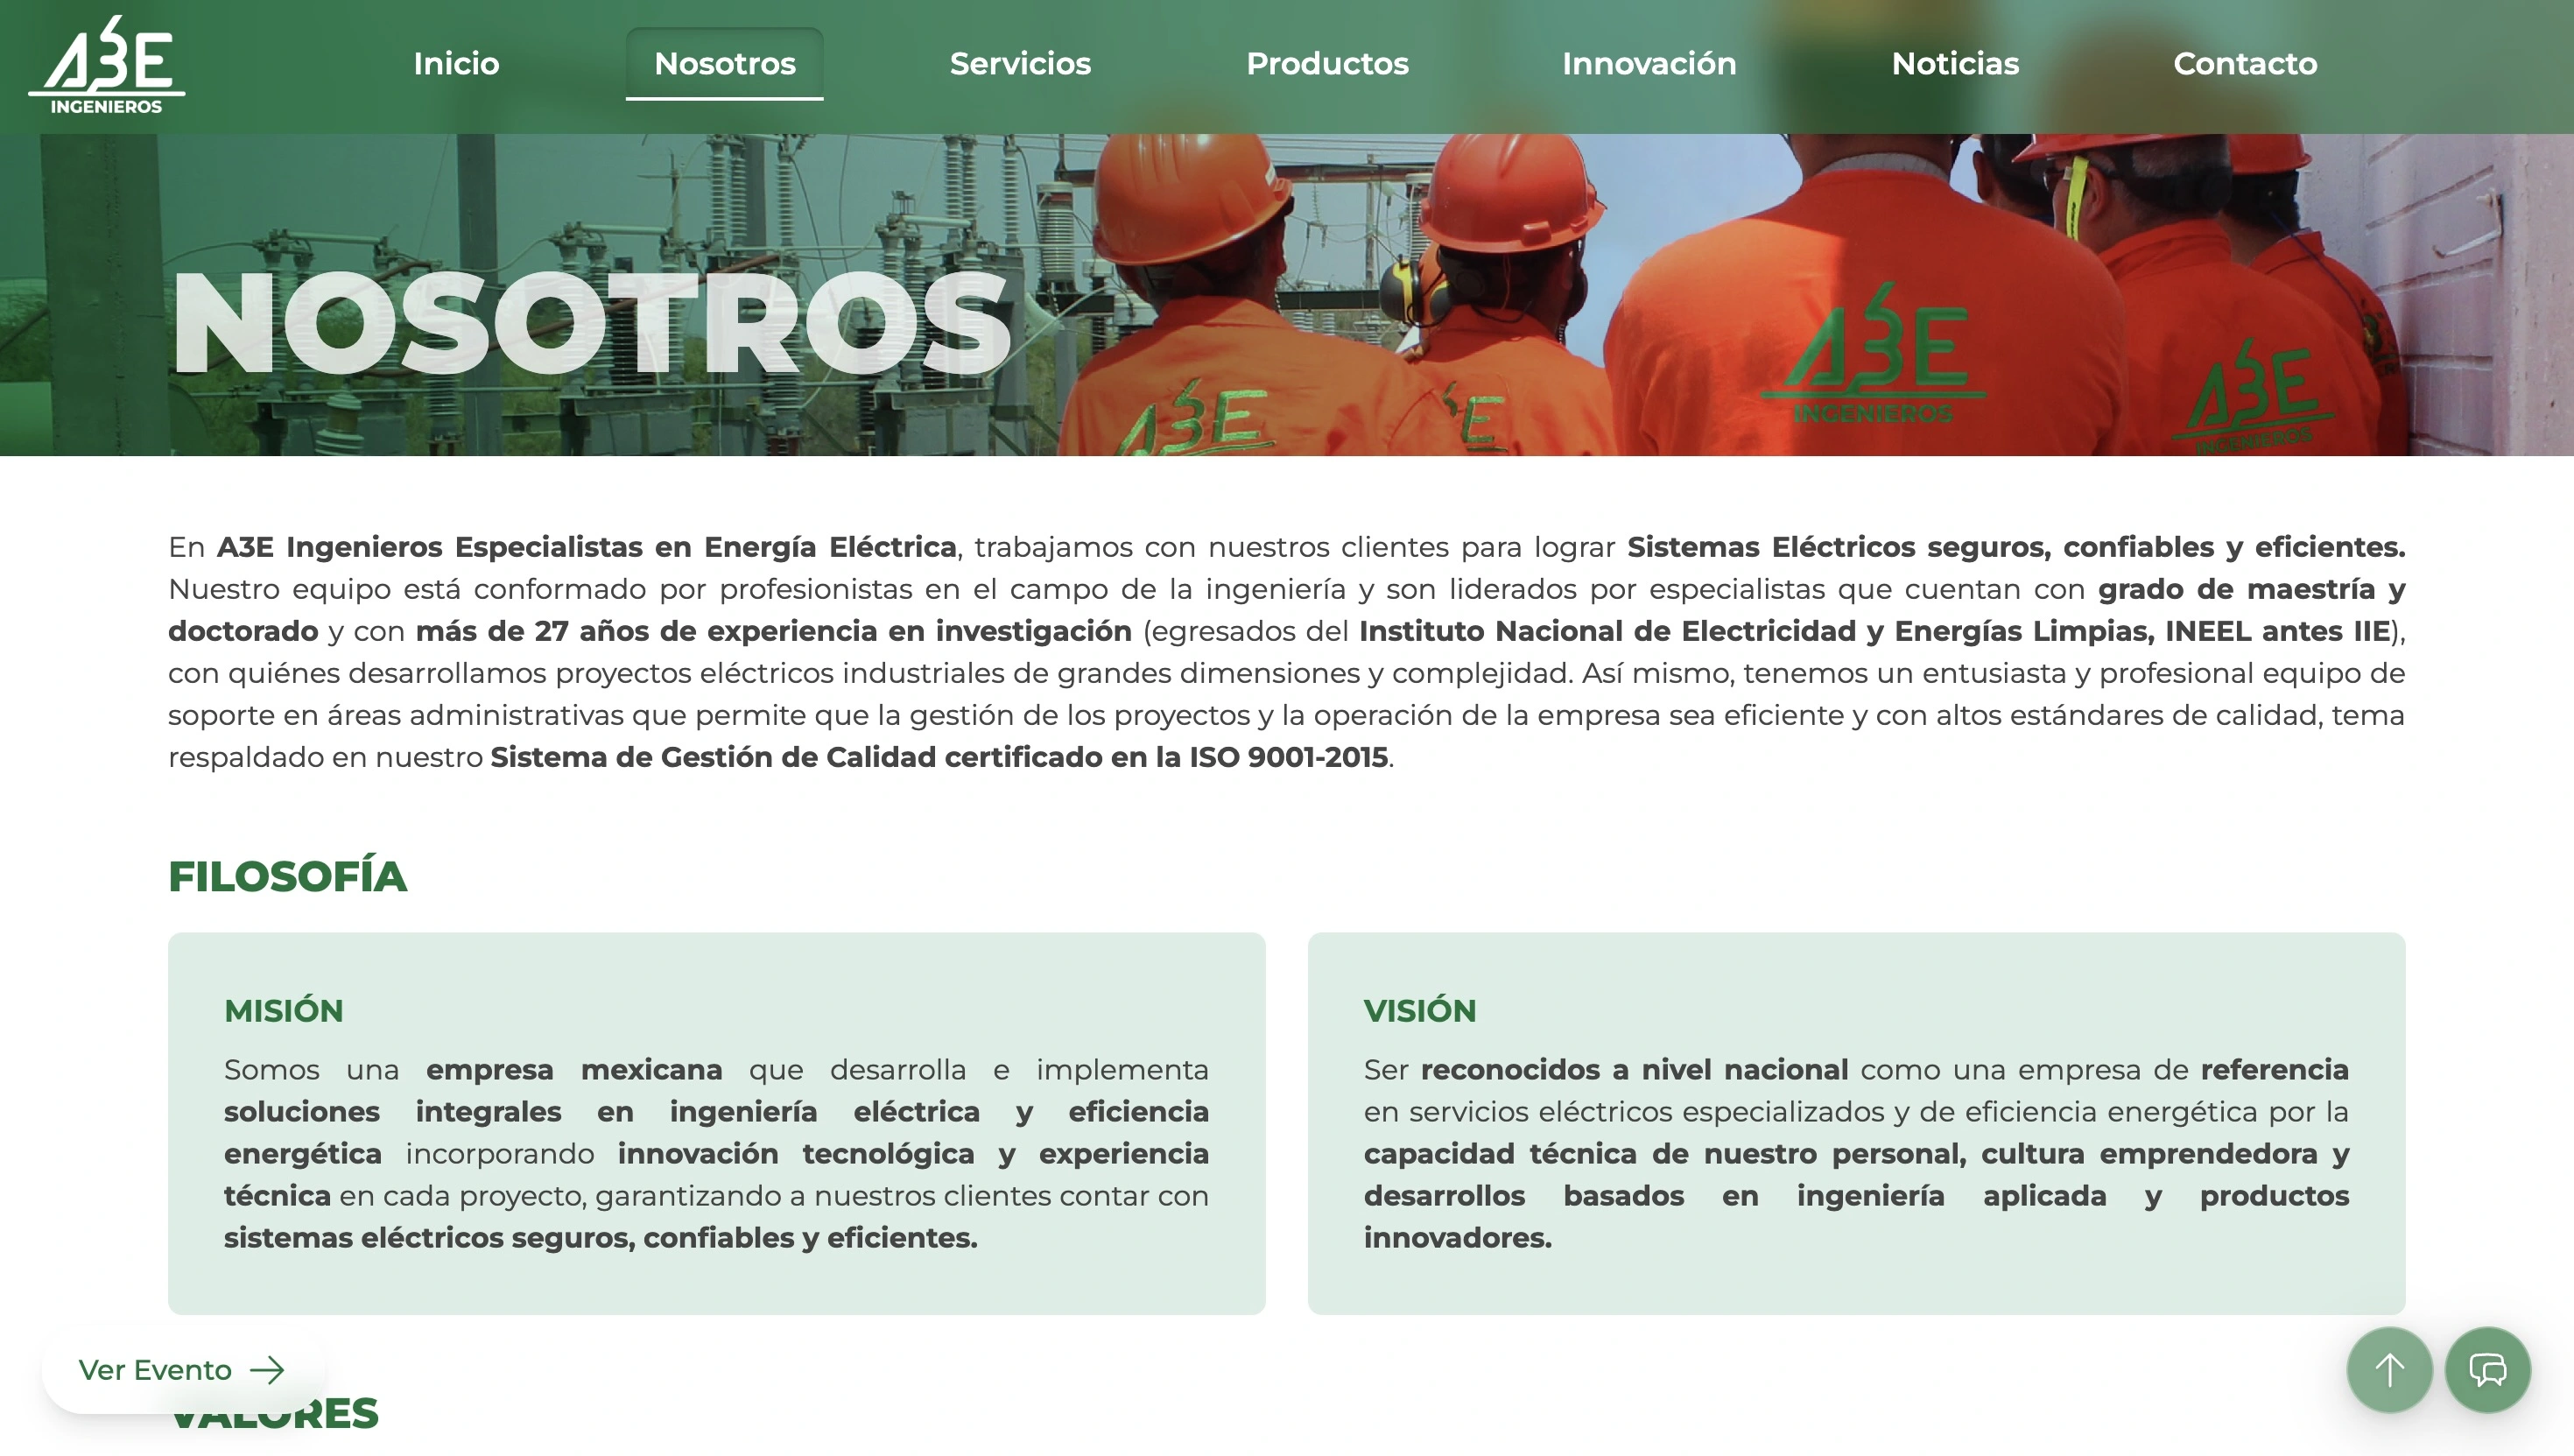 A3E
INGENIEROS
Inicio
Nosotros
Servicios
Productos
Innovación
Noticias
Contacto
NOSOTROS
A3E
E
A3E
INGENIEROS
A3E
INGENIEROS
En A3E Ingenieros Especialistas en Energía Eléctrica, trabajamos con nuestros clientes para lograr Sistemas Eléctricos seguros, confiables y eficientes.
Nuestro equipo está conformado por profesionistas en el campo de la ingeniería y son liderados por especialistas que cuentan con grado de maestría y
doctorado y con más de 27 años de experiencia en investigación (egresados del Instituto Nacional de Electricidad y Energías Limpias, INEEL antes IIE),
con quiénes desarrollamos proyectos eléctricos industriales de grandes dimensiones y complejidad. Así mismo, tenemos un entusiasta y profesional equipo de
soporte en áreas administrativas que permite que la gestión de los proyectos y la operación de la empresa sea eficiente y con altos estándares de calidad, tema
respaldado en nuestro Sistema de Gestión de Calidad certificado en la ISO 9001-2015.
FILOSOFÍA
MISIÓN
Somos una empresa mexicana que desarrolla e implementa
soluciones integrales en ingeniería eléctrica y eficiencia
energética incorporando innovación tecnológica y experiencia
técnica en cada proyecto, garantizando a nuestros clientes contar con
sistemas eléctricos seguros, confiables y eficientes.
VISIÓN
Ser reconocidos a nivel nacional como una empresa de referencia
en servicios eléctricos especializados y de eficiencia energética por la
capacidad técnica de nuestro personal, cultura emprendedora y
desarrollos basados en ingeniería aplicada y productos
innovadores.
Ver Evento
VALORES